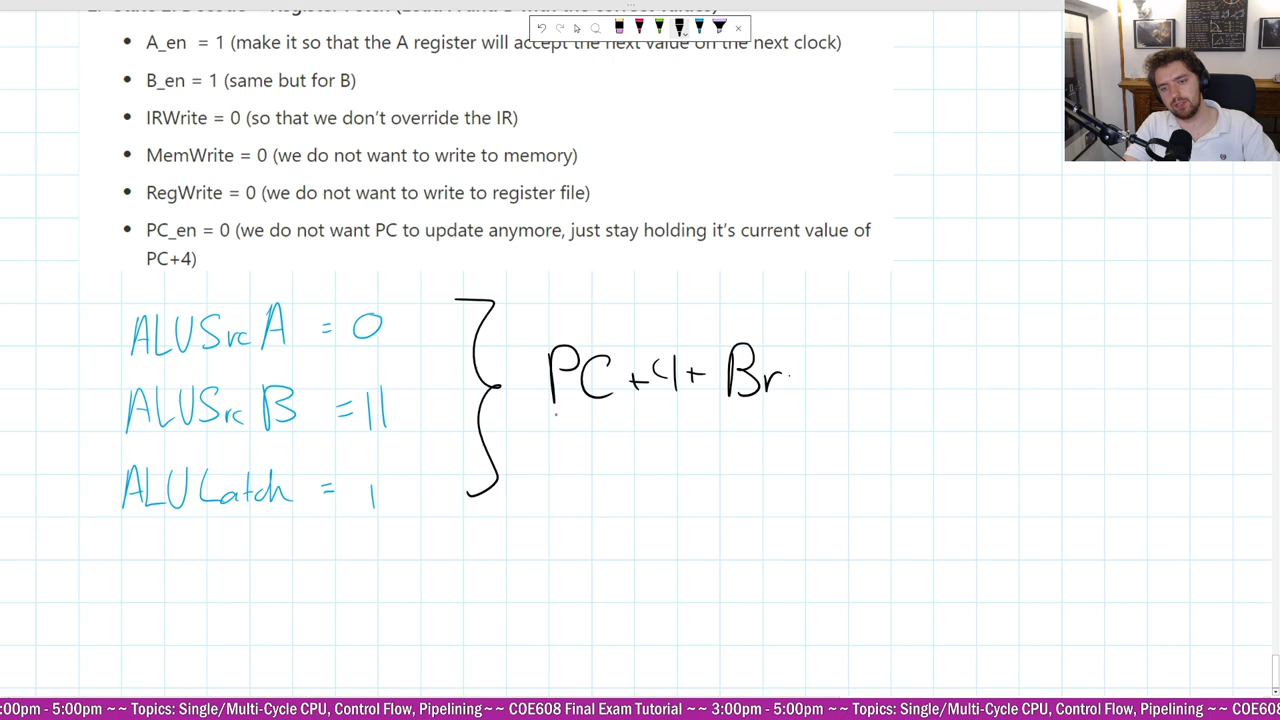 A_en = 1 (make it so that the A register will accept the next value on the next clock)
B_en = 1 (same but for B)
IRWrite = 0 (so that we don't override the IR)
MemWrite = 0 (we do not want to write to memory)
RegWrite = 0 (we do not want to write to register file)
PC_en = 0 (we do not want PC to update anymore, just stay holding it's current value of
PC+4)
ALUSrcA = 0
ALUSrcB = 11
ALULatch = 1
PC+4+ Br
:00pm - 5:00pm ~~ Topics: Single/Multi-Cycle CPU, Control Flow, Pipelining~~ COE608 Final Exam Tutorial ~~ 3:00pm - 5:00pm ~~ Topics: Single/Multi-Cycle CPU, Control Flow, Pipelining ~~ COE608